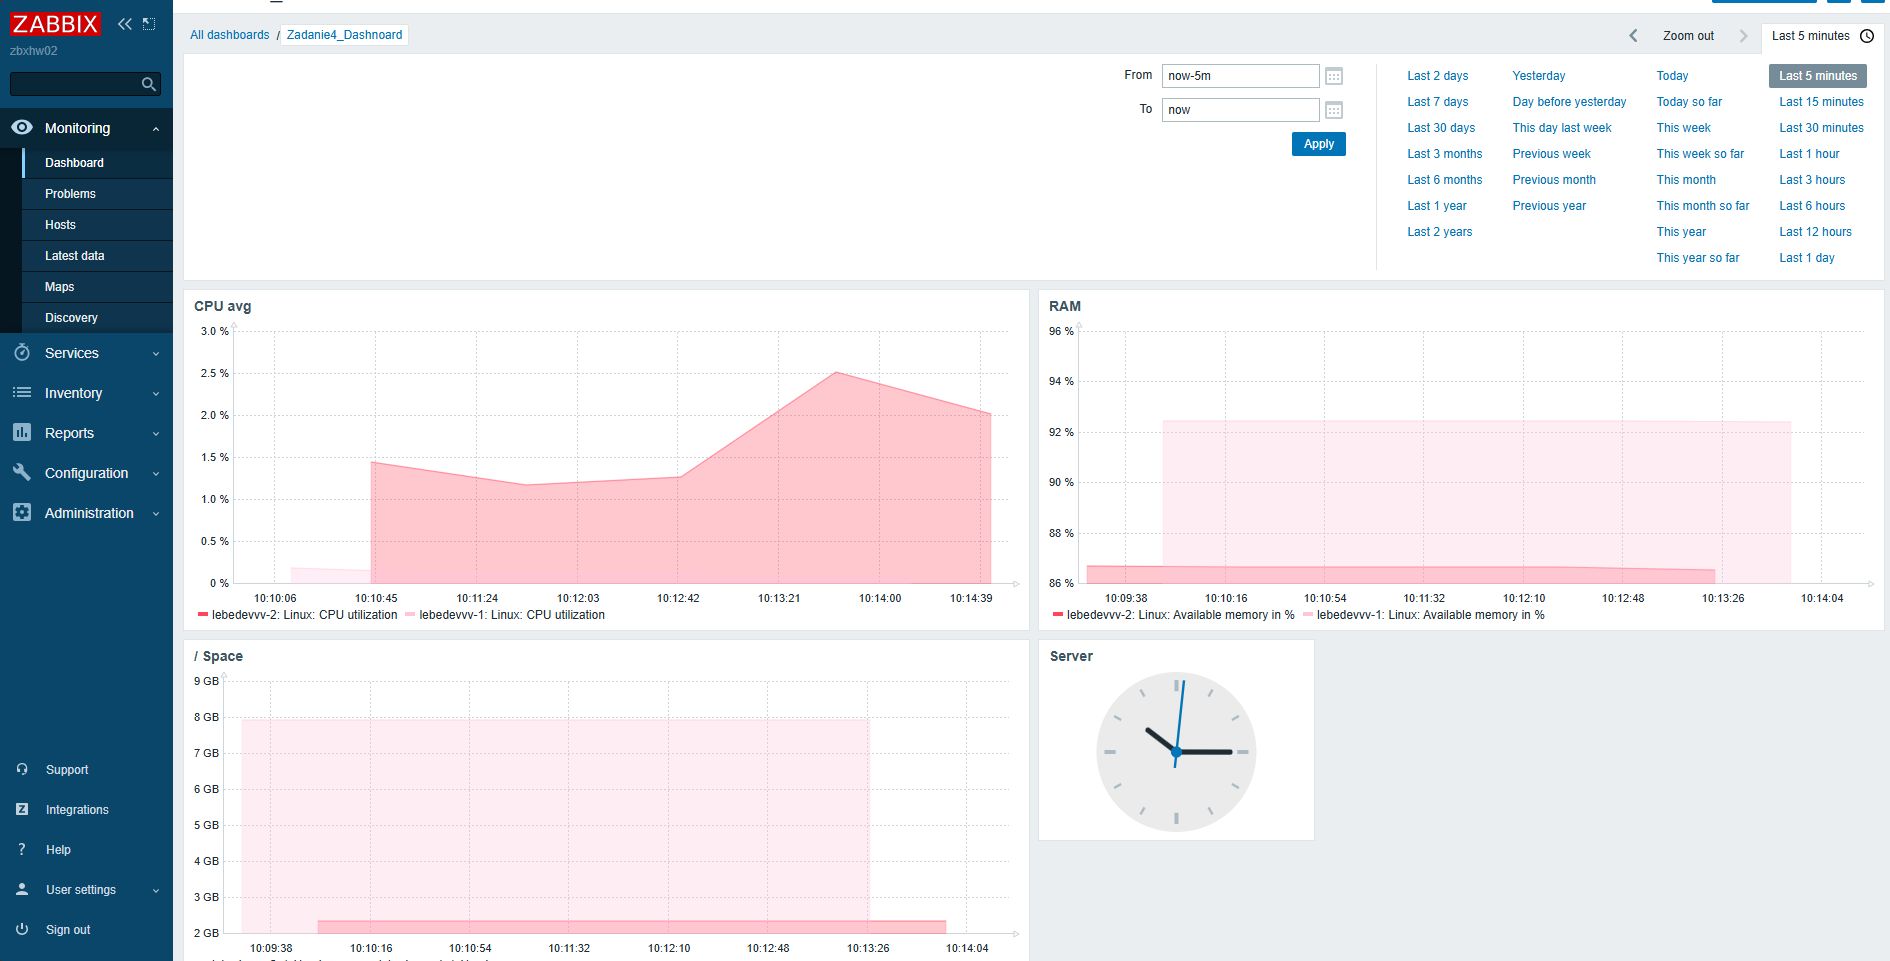 ZABBIX
zbxhw02
Monitoring
Dashboard
Problems
Hosts
Latest data
Maps
Discovery
Services
Inventory
Reports
Configuration
Administration
Support
Integrations
Help
User settings
Sign out
All dashboards / Zadanie4_Dashnoard
Zoom out
Last 5 minutes
From now-5m
To now
Apply
Last 2 days Yesterday Today Last 5 minutes
Last 7 days Day before yesterday Today so far Last 15 minutes
Last 30 days This day last week This week Last 30 minutes
Last 3 months Previous week This week so far Last 1 hour
Last 6 months Previous month This month Last 3 hours
Last 1 year Previous year This month so far Last 6 hours
Last 2 years This year Last 12 hours
This year so far Last 1 day
CPU avg
3.0 %
2.5 %
2.0 %
1.5 %
1.0 %
0.5 %
0 %
10:10:06 10:10:45 10:11:24 10:12:03 10:12:42 10:13:21 10:14:00 10:14:39
lebedevvv-2: Linux: CPU utilization lebedevvv-1: Linux: CPU utilization
RAM
96 %
94 %
92 %
90 %
88 %
86 %
10:09:38 10:10:16 10:10:54 10:11:32 10:12:10 10:12:48 10:13:26 10:14:04
lebedevvv-2: Linux: Available memory in % lebedevvv-1: Linux: Available memory in %
/ Space
9 GB
8 GB
7 GB
6 GB
5 GB
4 GB
3 GB
2 GB
10:09:38 10:10:16 10:10:54 10:11:32 10:12:10 10:12:48 10:13:26 10:14:04
Server